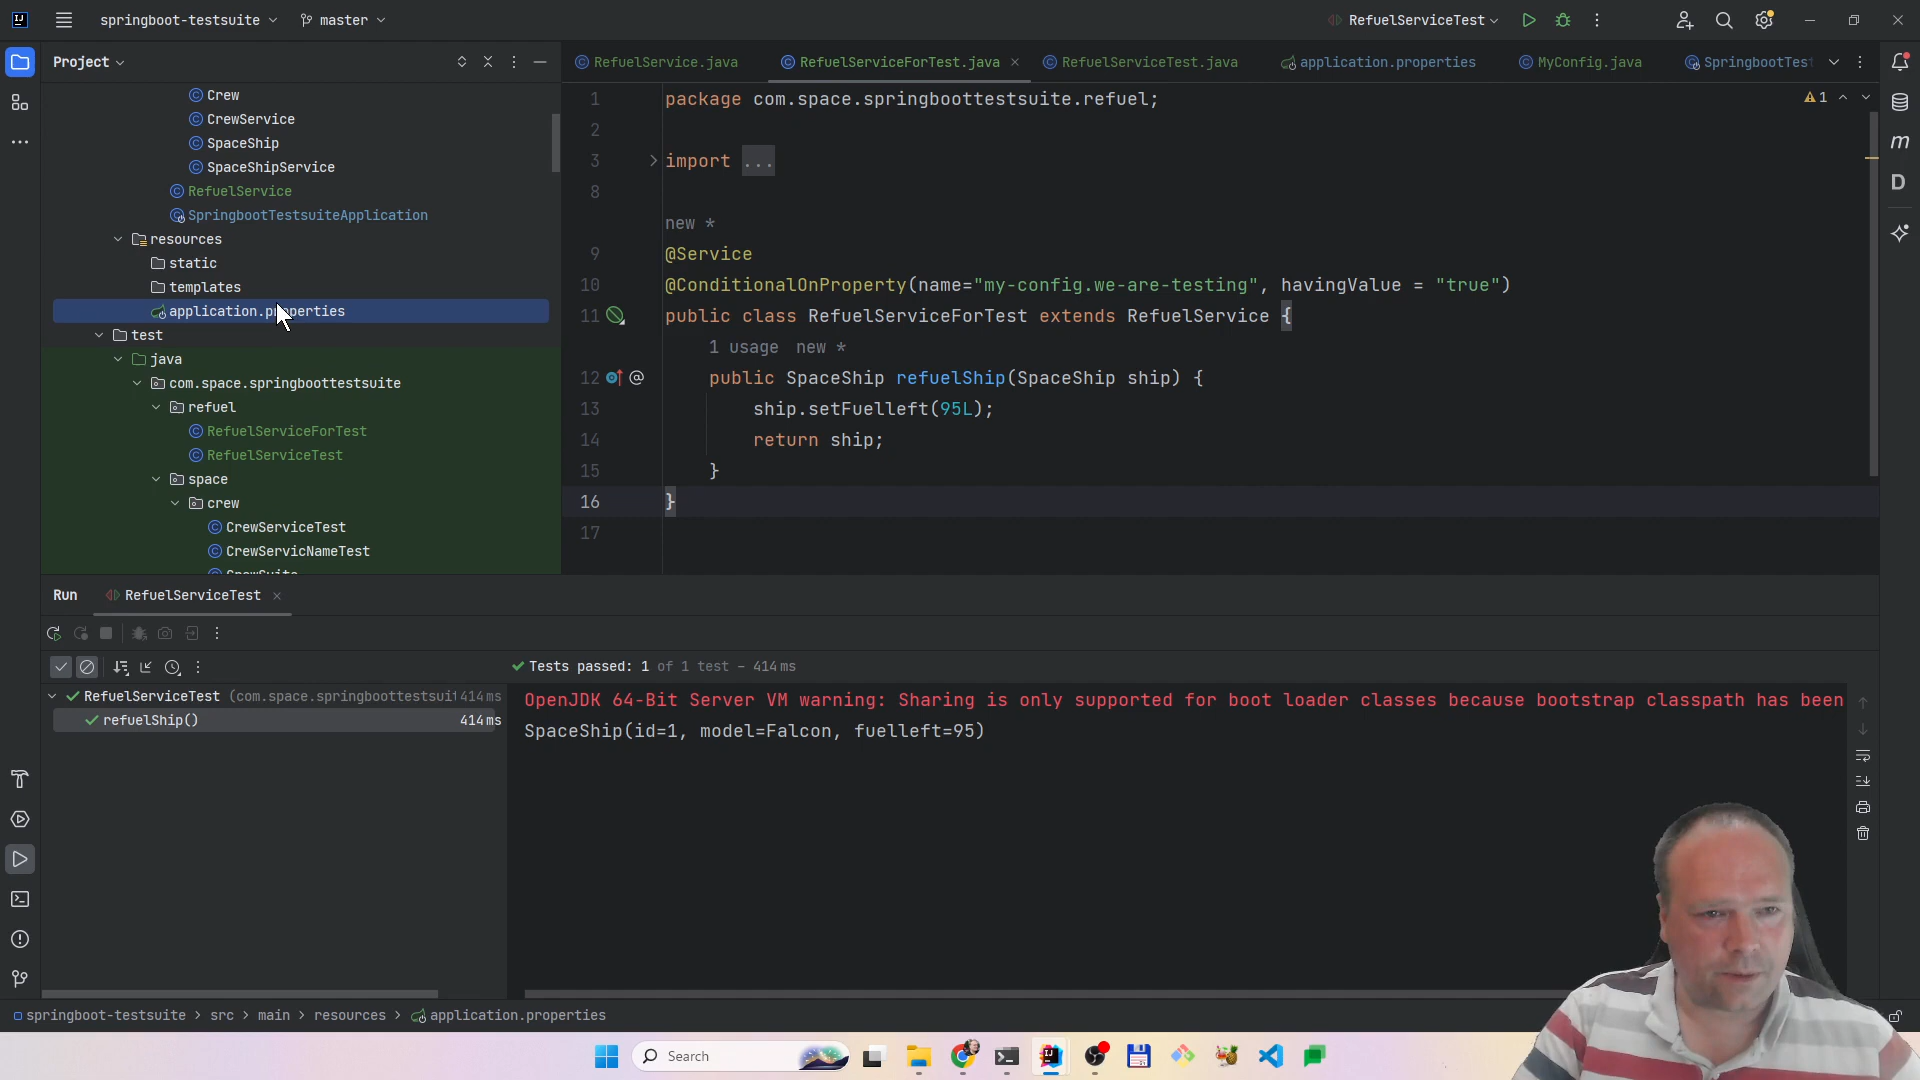 springboot-testsuite
master
RefuelServiceTest
Project
Crew
CrewService
SpaceShip
SpaceShipService
RefuelService
SpringbootTestsuiteApplication
resources
static
templates
application.properties
test
java
com.space.springboottestsuite
refuel
RefuelServiceForTest
RefuelServiceTest
space
crew
CrewServiceTest
CrewServicNameTest
CrewSuite
RefuelService.java
RefuelServiceForTest.java
RefuelServiceTest.java
application.properties
MyConfig.java
SpringbootTes
1
1 package com.space.springboottestsuite.refuel;
2
3 import ...
8
new *
9 @Service
10 @ConditionalOnProperty(name="my-config.we-are-testing", havingValue = "true")
11 public class RefuelServiceForTest extends RefuelService {
1 usage new *
12 public SpaceShip refuelShip(SpaceShip ship) {
13 ship.setFuelleft(95L);
14 return ship;
15 }
16 }
17
m
D
Run
RefuelServiceTest
Tests passed: 1 of 1 test – 414 ms
RefuelServiceTest (com.space.springboottestsui 414 ms
refuelShip() 414 ms
OpenJDK 64-Bit Server VM warning: Sharing is only supported for boot loader classes because bootstrap classpath has been
SpaceShip(id=1, model=Falcon, fuelleft=95)
springboot-testsuite > src > main > resources > application.properties
Search